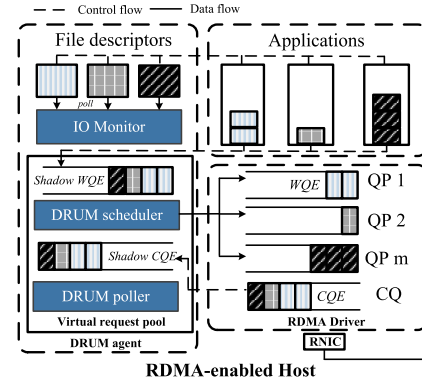 Control flow
Data flow
File descriptors
Applications
poll
IO Monitor
Shadow WQE
DRUM scheduler
Shadow CQE
DRUM poller
Virtual request pool
DRUM agent
WQE
QP 1
QP 2
QP m
CQE
CQ
RDMA Driver
RNIC
RDMA-enabled Host